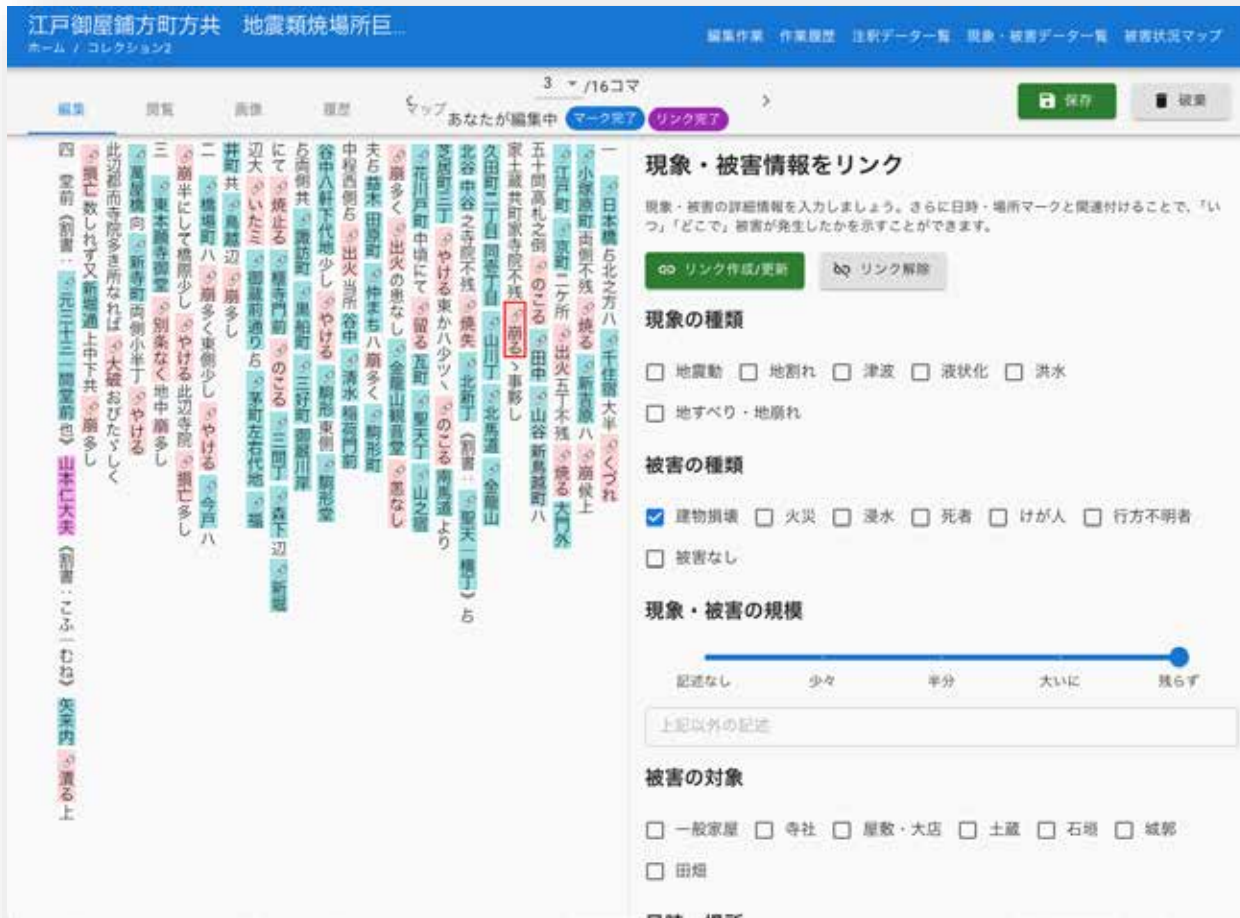 江戸御屋鋪方町方共 地震類焼場所巨...
ホーム / コレクション2
編集作業 作業履歴 注釈データ一覧 現象・被害データ一覧 被害状況マップ
編集 閲覧 画像 履歴 マップ
3 /16コマ
あなたが編集中 マーク完了 リンク完了
保存 破棄
一 日本橋ゟ北之方ハ 千住宿 大半 くづれ
小塚原町 両側不残 焼る 新吉原 ハ 崩候上
江戸町 京町 二ケ所 出火 五丁不残 焼る 大門外
五十間高札之倒 のこる 田中 山谷 新鳥越町 ハ
家土蔵共町家寺院不残 崩る ゝ事夥し
久田町二丁目 同壱丁目 山川丁 北馬道 金龍山
北谷 中谷 之寺院不残 焼失 北新丁 《割書:聖天一横丁》 ゟ
芝居町三丁 やける 東かハ少ツヽ のこる 南馬道 より
花川戸町 中頃にて 留る 瓦町 聖天丁 山之宿
崩多く 出火 の患なし 金龍山観音堂 恙なし
夫ゟ 益木 田原町 仲まち ハ 崩多く 駒形町
中程西側ゟ 出火 当所 谷中 清水 稲荷門前
谷中八軒下代地 少し やける 駒形 東側 駒形堂
ゟ両側共 諏訪町 黒船町 三好町 御厩川岸
にて 焼止る 榧寺門前 のこる 三間丁 森下 辺 新堀
辺大 いたミ 御蔵前通り ゟ 茅町左右代地 福
井町 共 鳥越 辺 崩多し
二 橋場町 ハ 崩多く 東側少し やける 今戸 ハ
崩半にして 橋際少し やける 此辺寺院 損亡 多し
三 東本願寺御堂 別条なく 地中 崩多し
萬屋橋 向 新寺町 両側小半丁 やける
此辺都而寺院多き所なれば 大破 おびたゝしく
損亡 数しれず又 新堀通 上中下共 崩多し
四 堂前 《割書:元三十三一間堂前也》 山本仁大夫 《割書:こふ一むね》 矢来内 潰る 上
現象・被害情報をリンク
現象・被害の詳細情報を入力しましょう。さらに日時・場所マークと関連付けることで、「い
つ」「どこで」被害が発生したかを示すことができます。
リンク作成/更新 リンク解除
現象の種類
地震動 地割れ 津波 液状化 洪水
地すべり・地崩れ
被害の種類
建物損壊 火災 浸水 死者 けが人 行方不明者
被害なし
現象・被害の規模
記述なし 少々 半分 大いに 残らず
上記以外の記述
被害の対象
一般家屋 寺社 屋敷・大店 土蔵 石垣 城郭
田畑